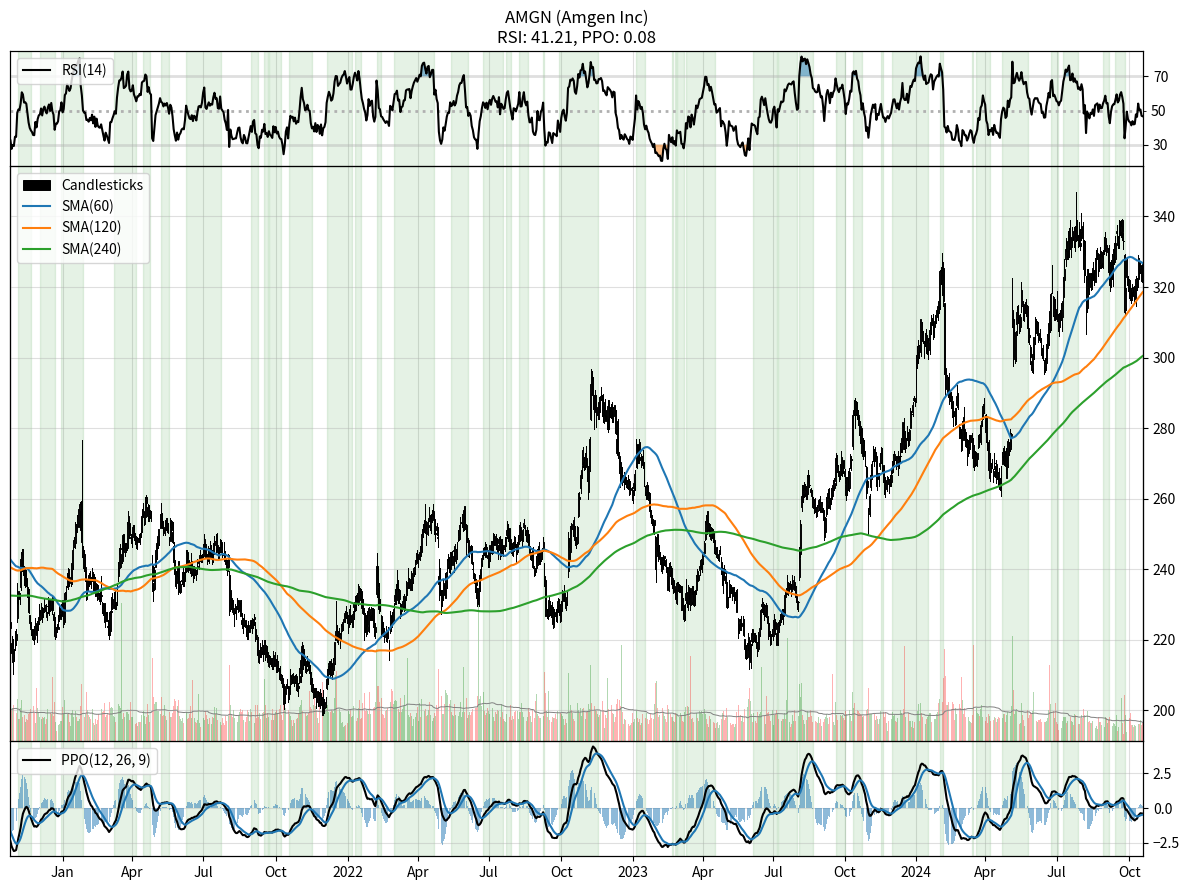 AMGN (Amgen Inc)
RSI: 41.21, PPO: 0.08
RSI(14)
70
50
30
Candlesticks
SMA(60)
SMA(120)
SMA(240)
340
320
300
280
260
240
220
200
PPO(12, 26, 9)
2.5
0.0
−2.5
Jan Apr Jul Oct 2022 Apr Jul Oct 2023 Apr Jul Oct 2024 Apr Jul Oct